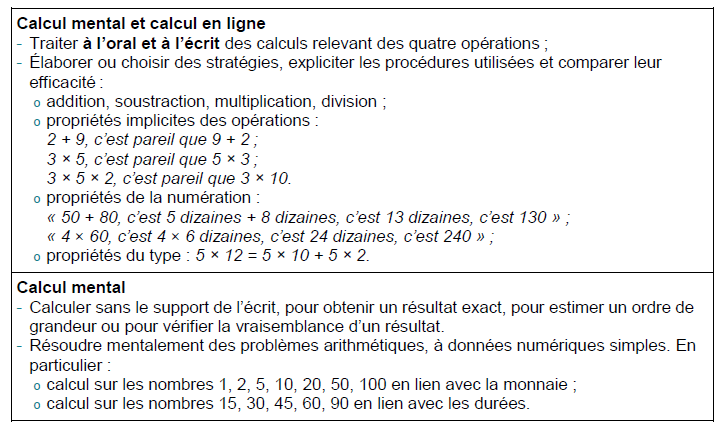 Calcul mental et calcul en ligne
- Traiter à l’oral et à l’écrit des calculs relevant des quatre opérations ;
- Élaborer ou choisir des stratégies, expliciter les procédures utilisées et comparer leur
efficacité :
o addition, soustraction, multiplication, division ;
o propriétés implicites des opérations :
2 + 9, c’est pareil que 9 + 2 ;
3 × 5, c’est pareil que 5 × 3 ;
3 × 5 × 2, c’est pareil que 3 × 10.
o propriétés de la numération :
« 50 + 80, c’est 5 dizaines + 8 dizaines, c’est 13 dizaines, c’est 130 » ;
« 4 × 60, c’est 4 × 6 dizaines, c’est 24 dizaines, c’est 240 » ;
o propriétés du type : 5 × 12 = 5 × 10 + 5 × 2.
Calcul mental
- Calculer sans le support de l’écrit, pour obtenir un résultat exact, pour estimer un ordre de
grandeur ou pour vérifier la vraisemblance d’un résultat.
- Résoudre mentalement des problèmes arithmétiques, à données numériques simples. En
particulier :
o calcul sur les nombres 1, 2, 5, 10, 20, 50, 100 en lien avec la monnaie ;
o calcul sur les nombres 15, 30, 45, 60, 90 en lien avec les durées.